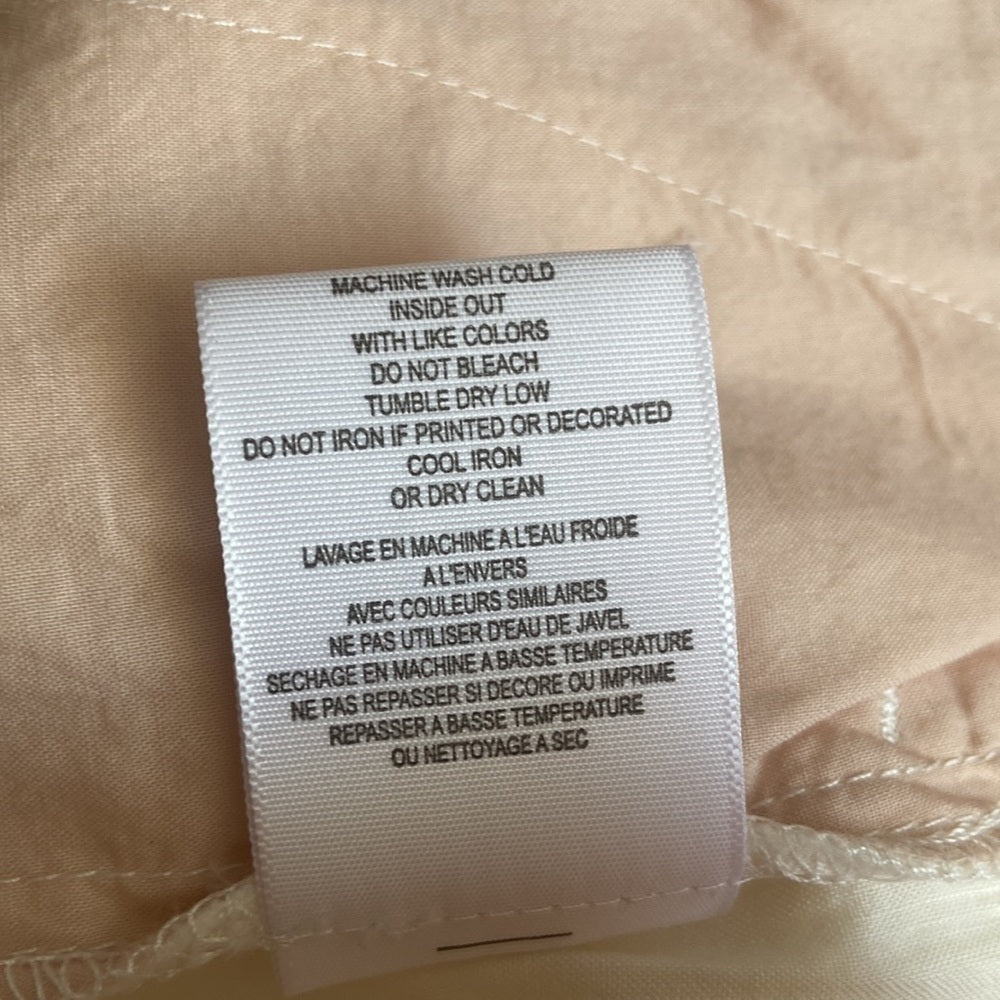 MACHINE WASH COLD
INSIDE OUT
WITH LIKE COLORS
DO NOT BLEACH
TUMBLE DRY LOW
DO NOT IRON IF PRINTED OR DECORATED
COOL IRON
OR DRY CLEAN
LAVAGE EN MACHINE A L'EAU FROIDE
A L'ENVERS
AVEC COULEURS SIMILAIRES
NE PAS UTILISER D'EAU DE JAVEL
SECHAGE EN MACHINE A BASSE TEMPERATURE
NE PAS REPASSER SI DECORE OU IMPRIME
REPASSER A BASSE TEMPERATURE
OU NETTOYAGE A SEC